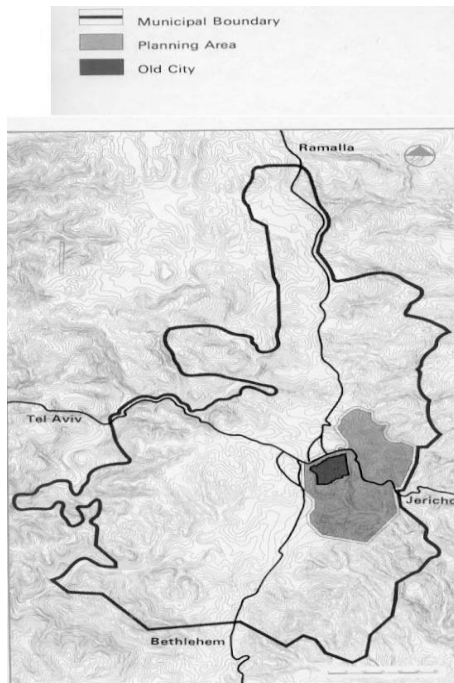 Municipal Boundary
Planning Area
Old City
Ramalla
Tel Aviv
Jericho
Bethlehem